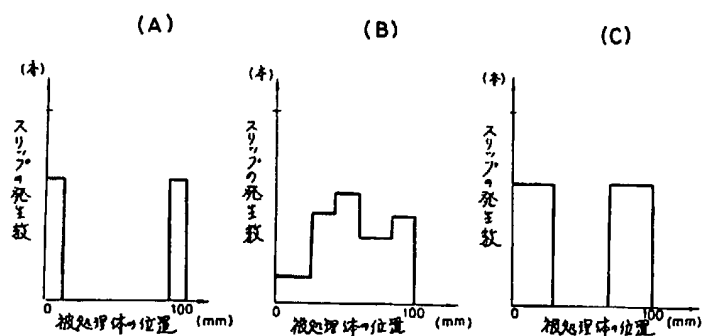 (A)
(本)
スリップの発生数
0
100
(mm)
被処理体の位置
(B)
(本)
スリップの発生数
0
100
(mm)
被処理体の位置
(C)
(本)
スリップの発生数
0
100
(mm)
被処理体の位置